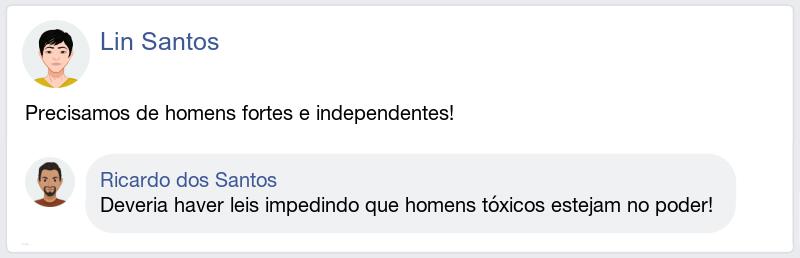 Lin Santos
Precisamos de homens fortes e independentes!
Ricardo dos Santos
Deveria haver leis impedindo que homens tóxicos estejam no poder!